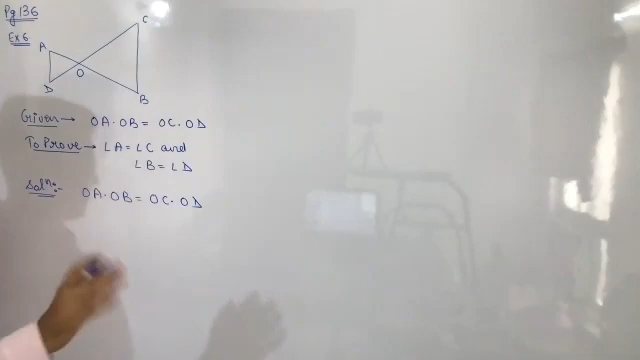 Pg 136
Ex 6
A
C
O
D
B
Given → OA·OB = OC·OD
To Prove → ∠A = ∠C and
∠B = ∠D
Solⁿ:- OA·OB = OC·OD